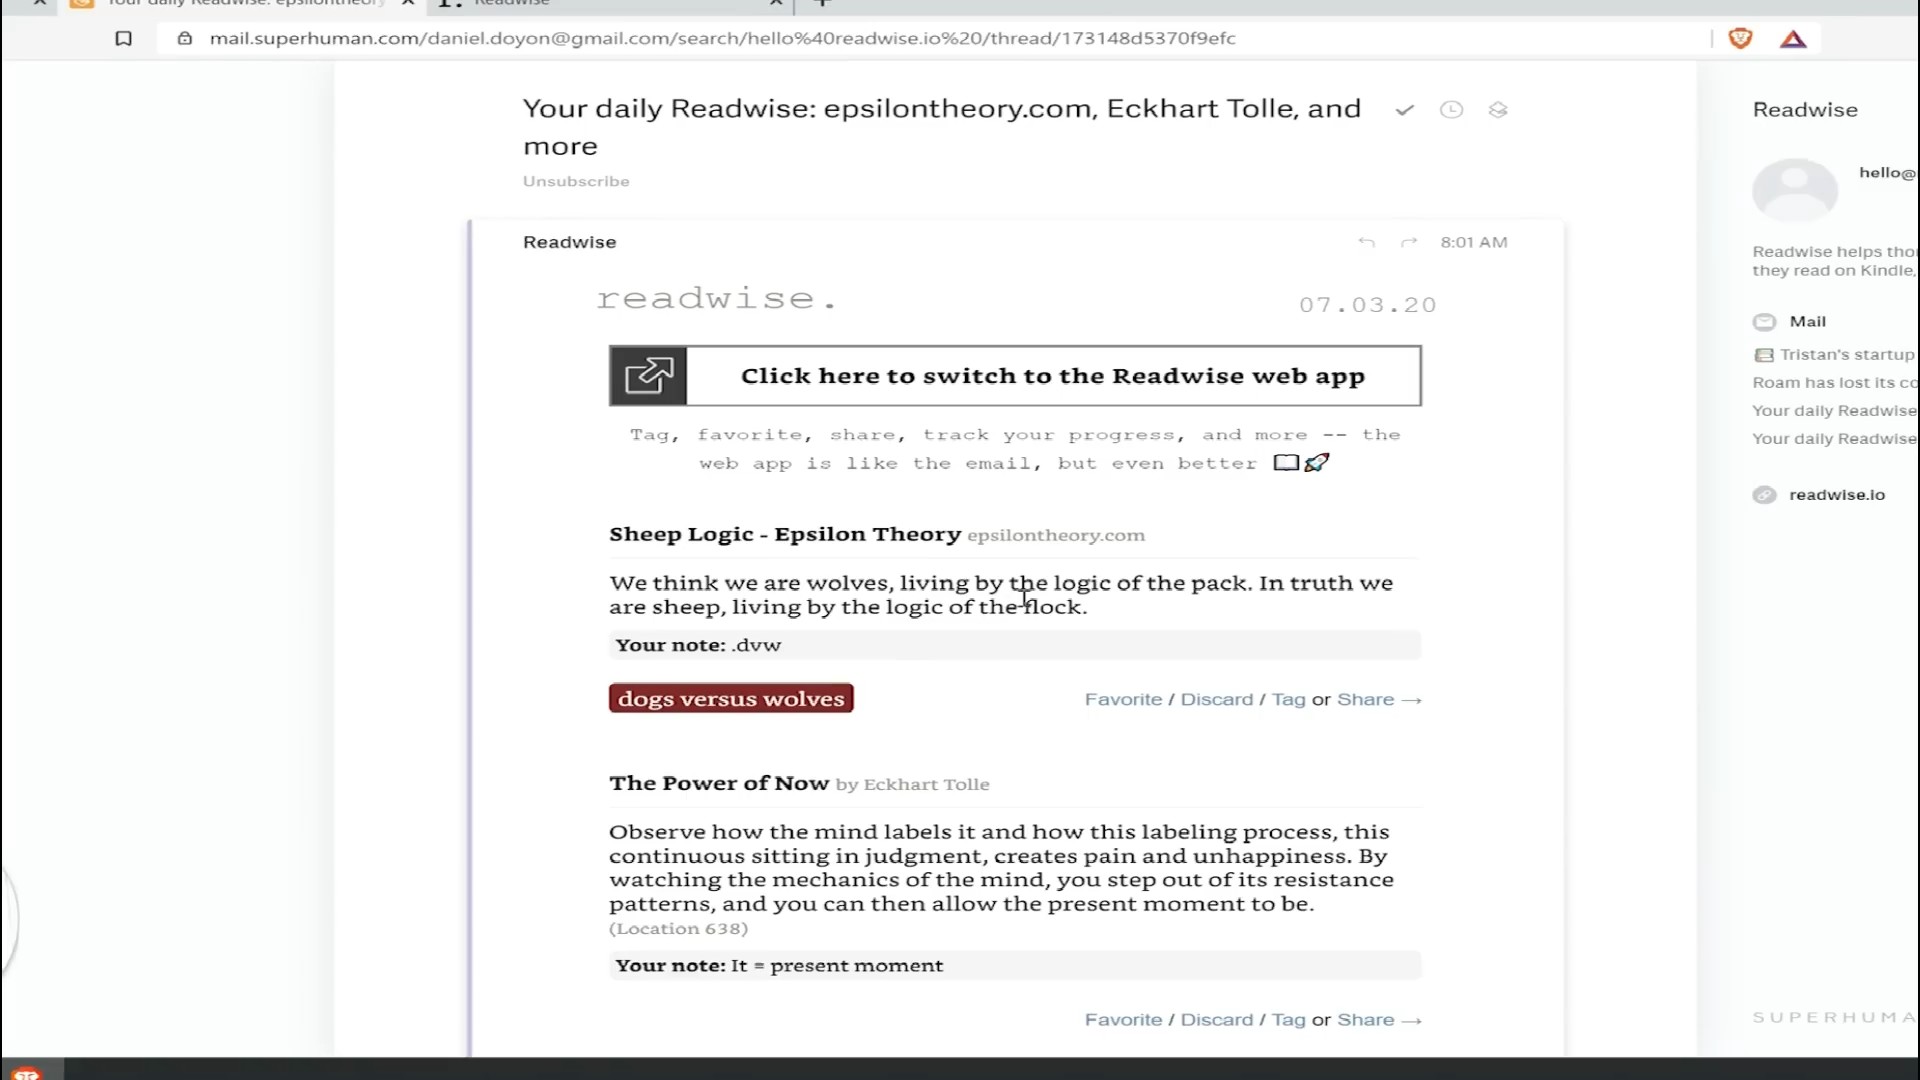 Readwise
mail.superhuman.com/daniel.doyon@gmail.com/search/hello%40readwise.io%20/thread/173148d5370f9efc
Your daily Readwise: epsilontheory.com, Eckhart Tolle, and
more
Unsubscribe
Readwise
8:01 AM
readwise.
07.03.20
Click here to switch to the Readwise web app
Tag, favorite, share, track your progress, and more -- the
web app is like the email, but even better 📖🚀
Sheep Logic - Epsilon Theory epsilontheory.com
We think we are wolves, living by the logic of the pack. In truth we
are sheep, living by the logic of the flock.
Your note: .dvw
dogs versus wolves
Favorite / Discard / Tag or Share →
The Power of Now by Eckhart Tolle
Observe how the mind labels it and how this labeling process, this
continuous sitting in judgment, creates pain and unhappiness. By
watching the mechanics of the mind, you step out of its resistance
patterns, and you can then allow the present moment to be.
(Location 638)
Your note: It = present moment
Favorite / Discard / Tag or Share →
Readwise
hello@
Readwise helps tho
they read on Kindle,
Mail
Tristan's startup
Roam has lost its co
Your daily Readwise
Your daily Readwise
readwise.io
SUPERHUMA